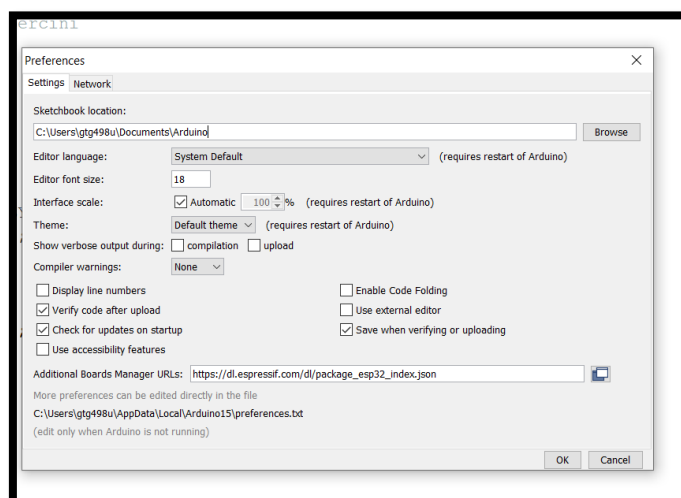 ercini
Preferences
Settings Network
Sketchbook location:
C:\Users\gtg498u\Documents\Arduino Browse
Editor language: System Default (requires restart of Arduino)
Editor font size: 18
Interface scale: Automatic 100 % (requires restart of Arduino)
Theme: Default theme (requires restart of Arduino)
Show verbose output during: compilation upload
Compiler warnings: None
Display line numbers Enable Code Folding
Verify code after upload Use external editor
Check for updates on startup Save when verifying or uploading
Use accessibility features
Additional Boards Manager URLs: https://dl.espressif.com/dl/package_esp32_index.json
More preferences can be edited directly in the file
C:\Users\gtg498u\AppData\Local\Arduino15\preferences.txt
(edit only when Arduino is not running)
OK Cancel